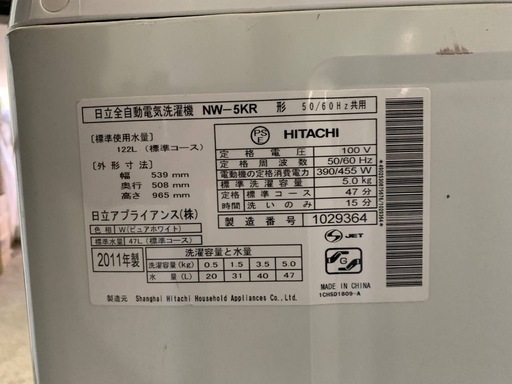 日立全自動電気洗濯機 NW-5KR 形 50/60Hz共用
[標準使用水量]
122L (標準コース)
[外形寸法]
幅 539 mm
奥行 508 mm
高さ 965 mm
日立アプライアンス(株)
色 柄 W(ピュアホワイト)
標準水量 47L (標準コース)
2011年製
PS
E
HITACHI
定格電圧 100 V
定格周波数 50/60 Hz
電動機の定格消費電力 390/455 W
標準洗濯容量 5.0kg
定格 標準コース 47分
時間 洗いのみ 15分
製造番号 1029364
洗濯容量と水量
洗濯容量(kg) 0.5 1.5 3.5 5.0
水量(L) 20 31 40 47
S JET
G
MADE IN CHINA
1CHSD1809-A
製造元 Shanghai Hitachi Household Appliances Co., Ltd.